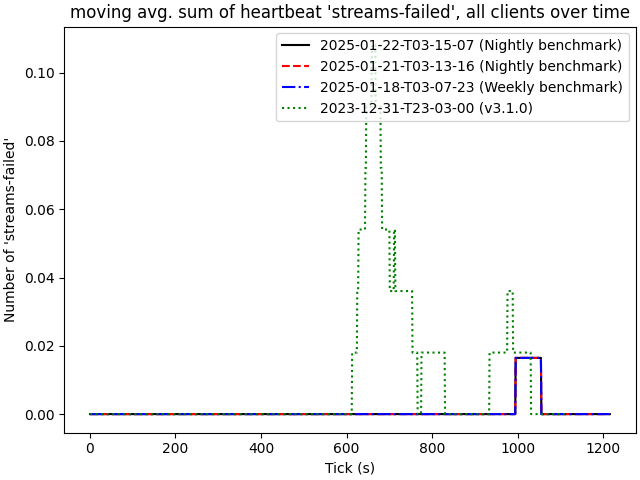 moving avg. sum of heartbeat 'streams-failed', all clients over time
2025-01-22-T03-15-07 (Nightly benchmark)
2025-01-21-T03-13-16 (Nightly benchmark)
2025-01-18-T03-07-23 (Weekly benchmark)
2023-12-31-T23-03-00 (v3.1.0)
Number of 'streams-failed'
0.10
0.08
0.06
0.04
0.02
0.00
0 200 400 600 800 1000 1200
Tick (s)